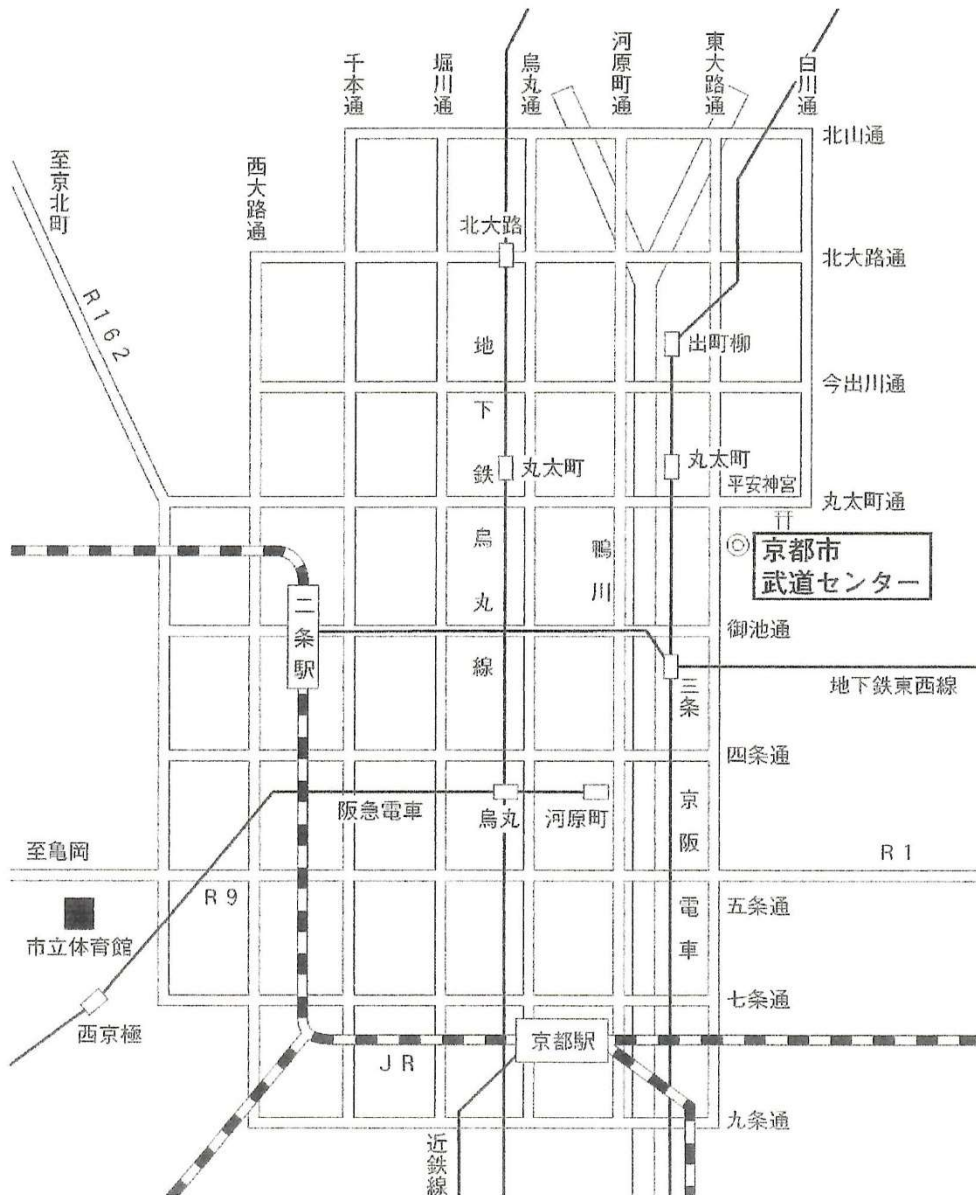 千本通
堀川通
烏丸通
河原町通
東大路通
白川通
北山通
至京北町
西大路通
北大路
北大路通
R162
出町柳
今出川通
地下鉄烏丸線
丸太町
丸太町
平安神宮
丸太町通
鴨川
京都市
武道センター
二条駅
御池通
三条
地下鉄東西線
四条通
阪急電車
烏丸
河原町
京阪電車
至亀岡
R1
R9
五条通
市立体育館
七条通
西京極
京都駅
JR
九条通
近鉄線